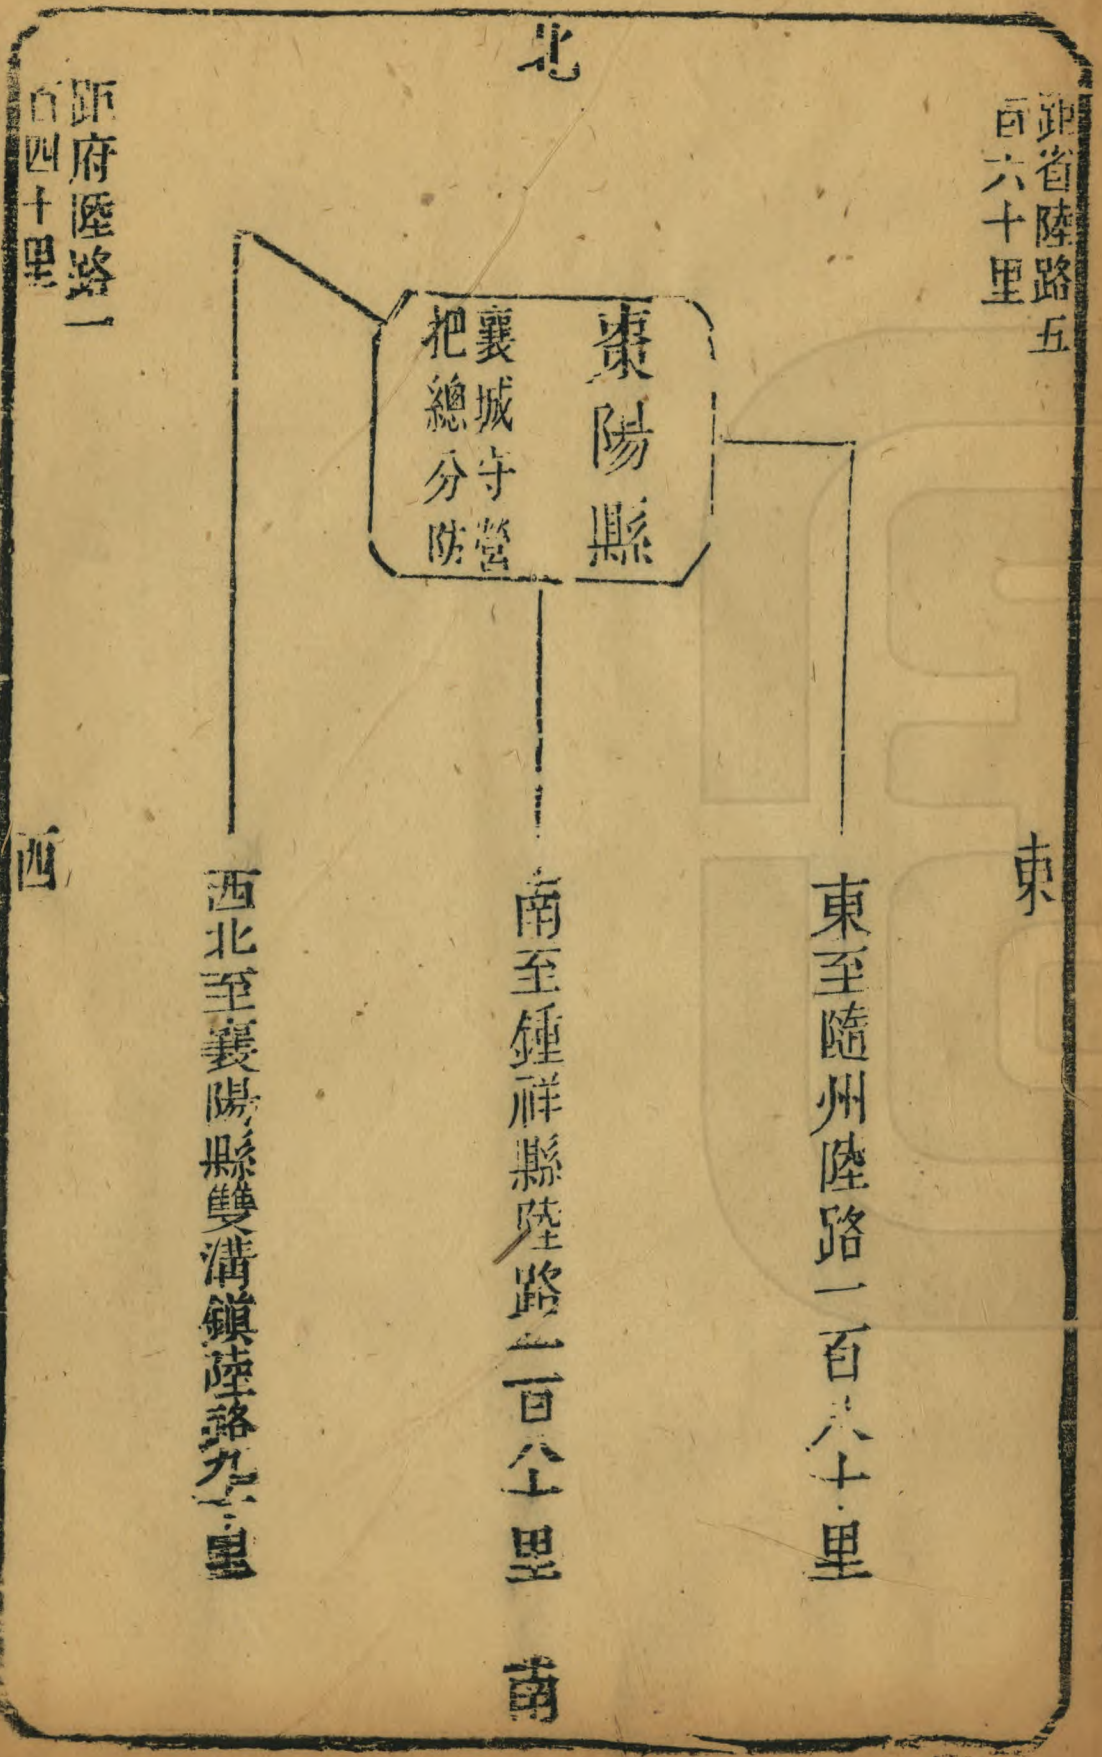 北
距省陸路五
百六十里
棗陽縣
襄城守營
把總分防
距府陸路一
百四十里
東
東至隨州陸路一百八十里
南至鍾祥縣陸路二百八十里
西北至襄陽縣雙溝鎮陸路九十里
西
南